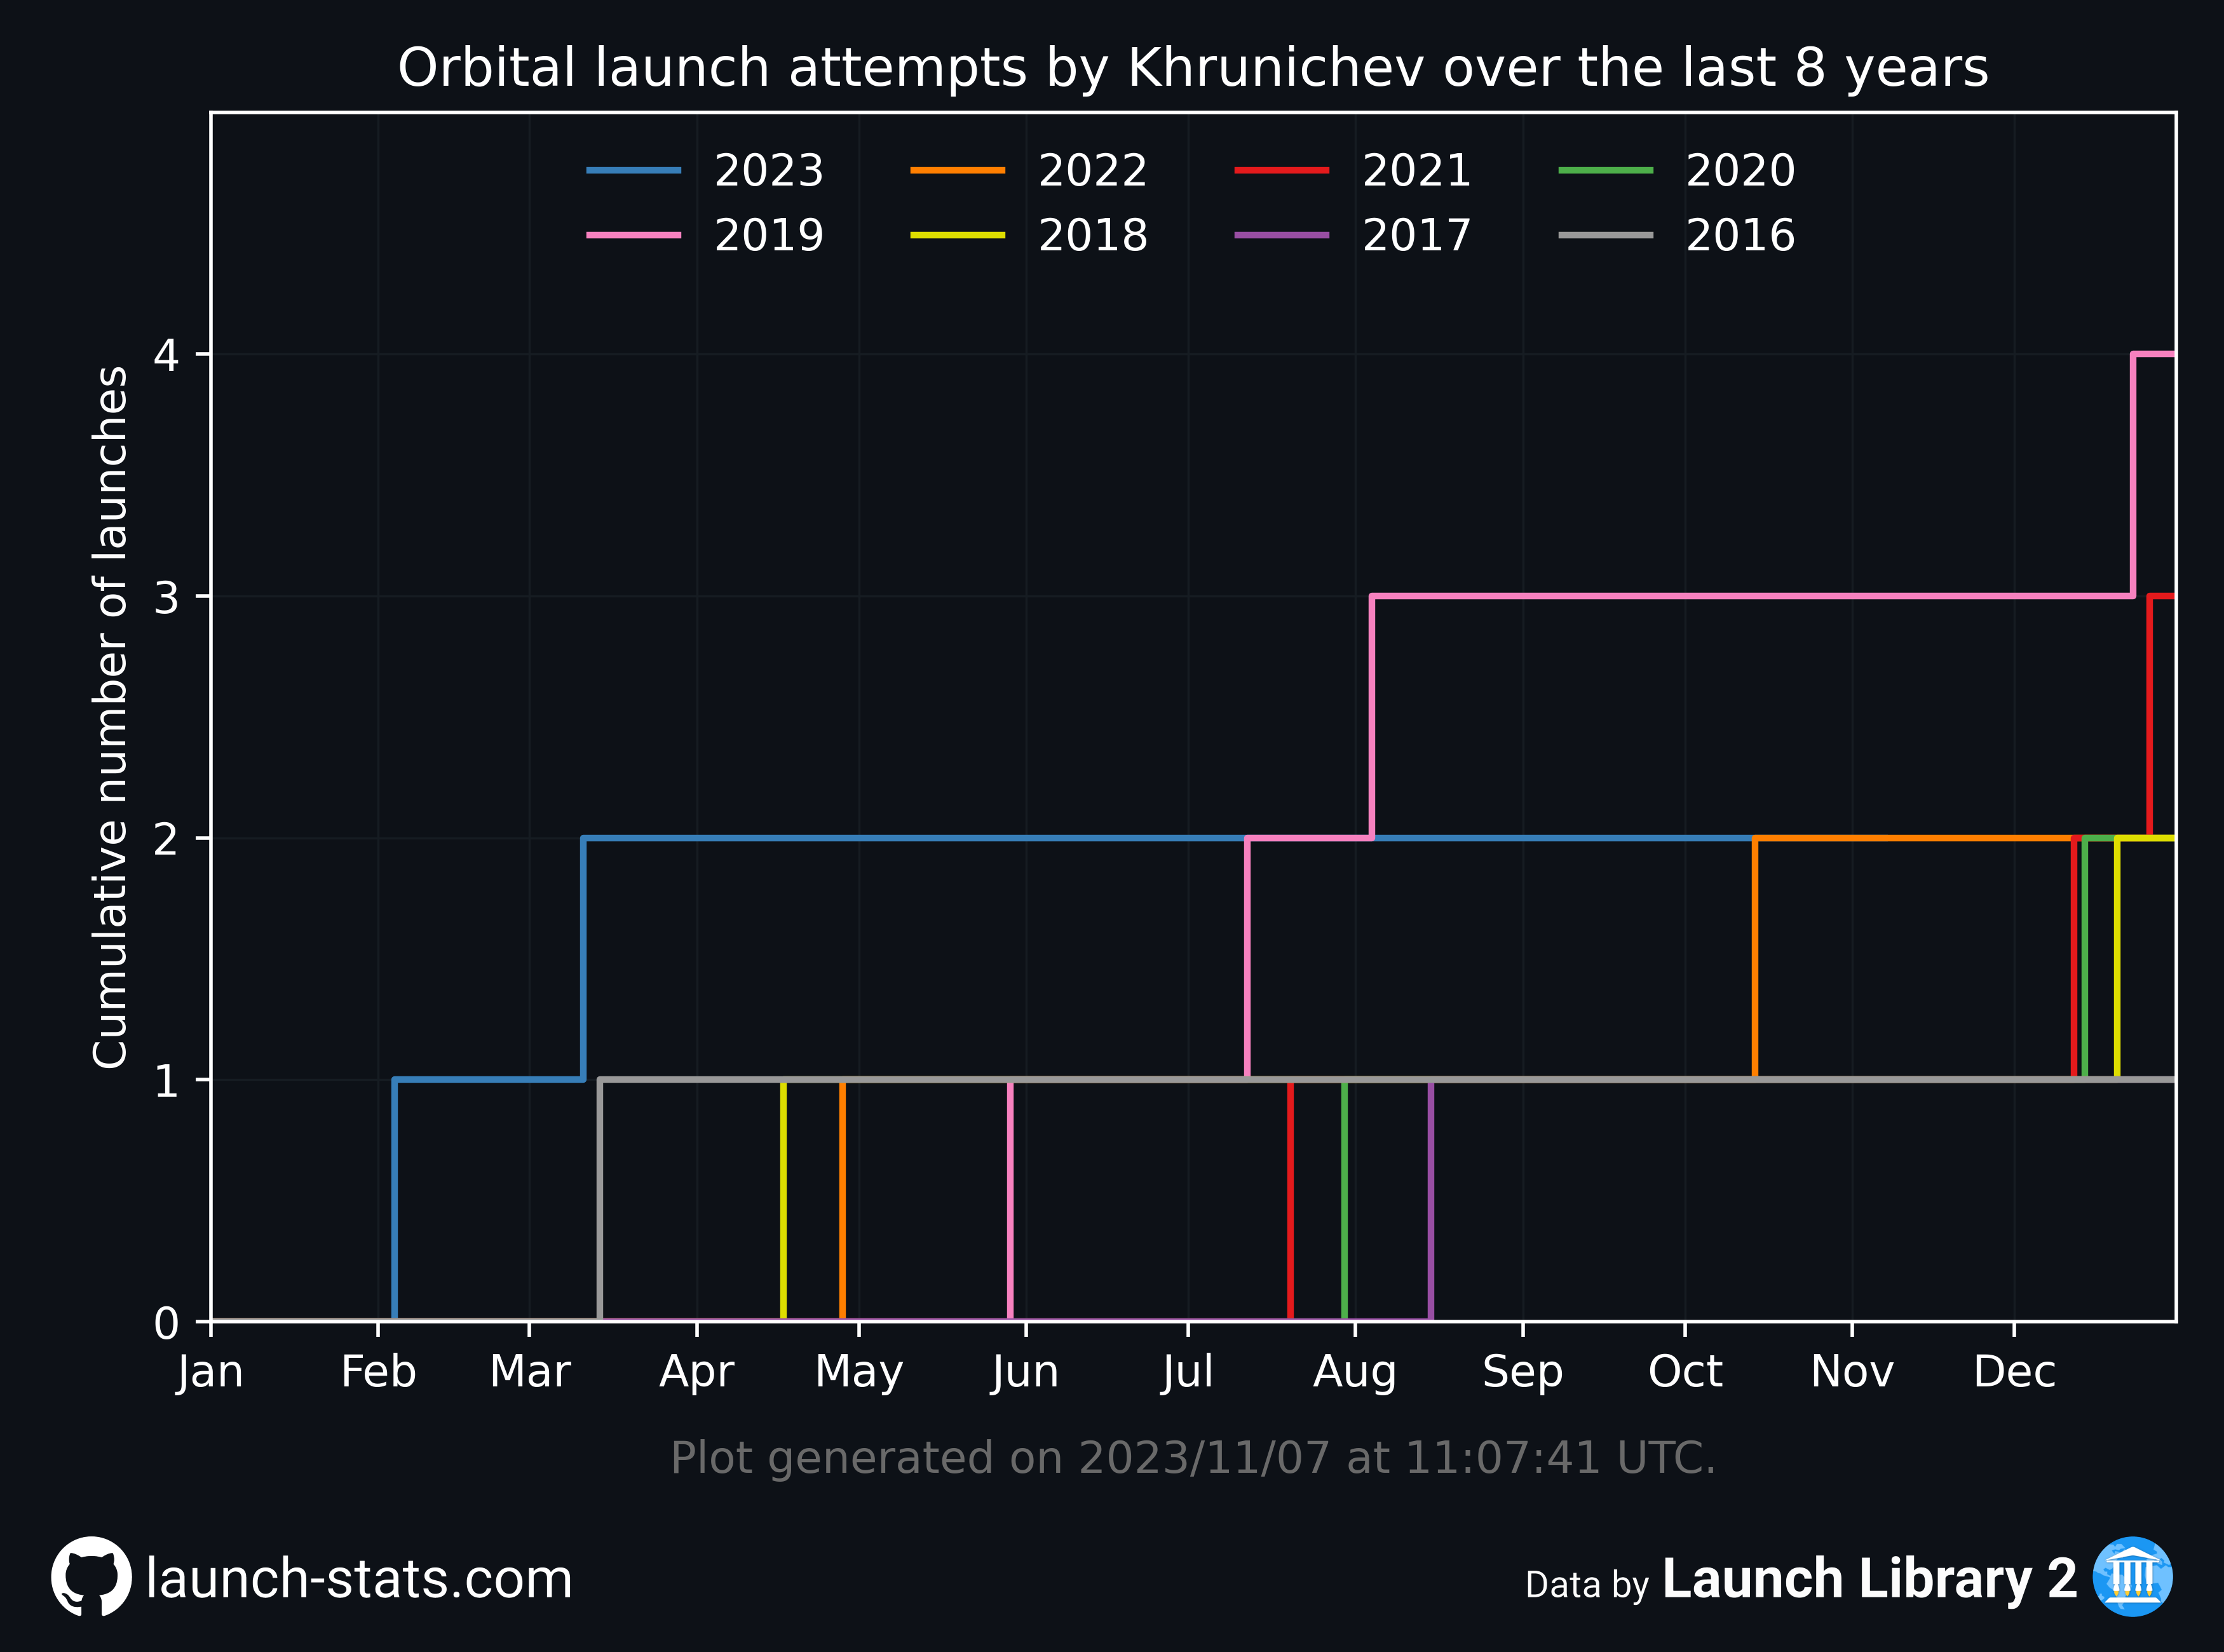 Orbital launch attempts by Khrunichev over the last 8 years
2023 2022 2021 2020
2019 2018 2017 2016
Cumulative number of launches
4
3
2
1
0
Jan Feb Mar Apr May Jun Jul Aug Sep Oct Nov Dec
Plot generated on 2023/11/07 at 11:07:41 UTC.
launch-stats.com
Data by Launch Library 2